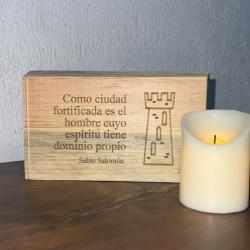 Como ciudad
fortificada es el
hombre cuyo
espíritu tiene
dominio propio
Sabio Salomón